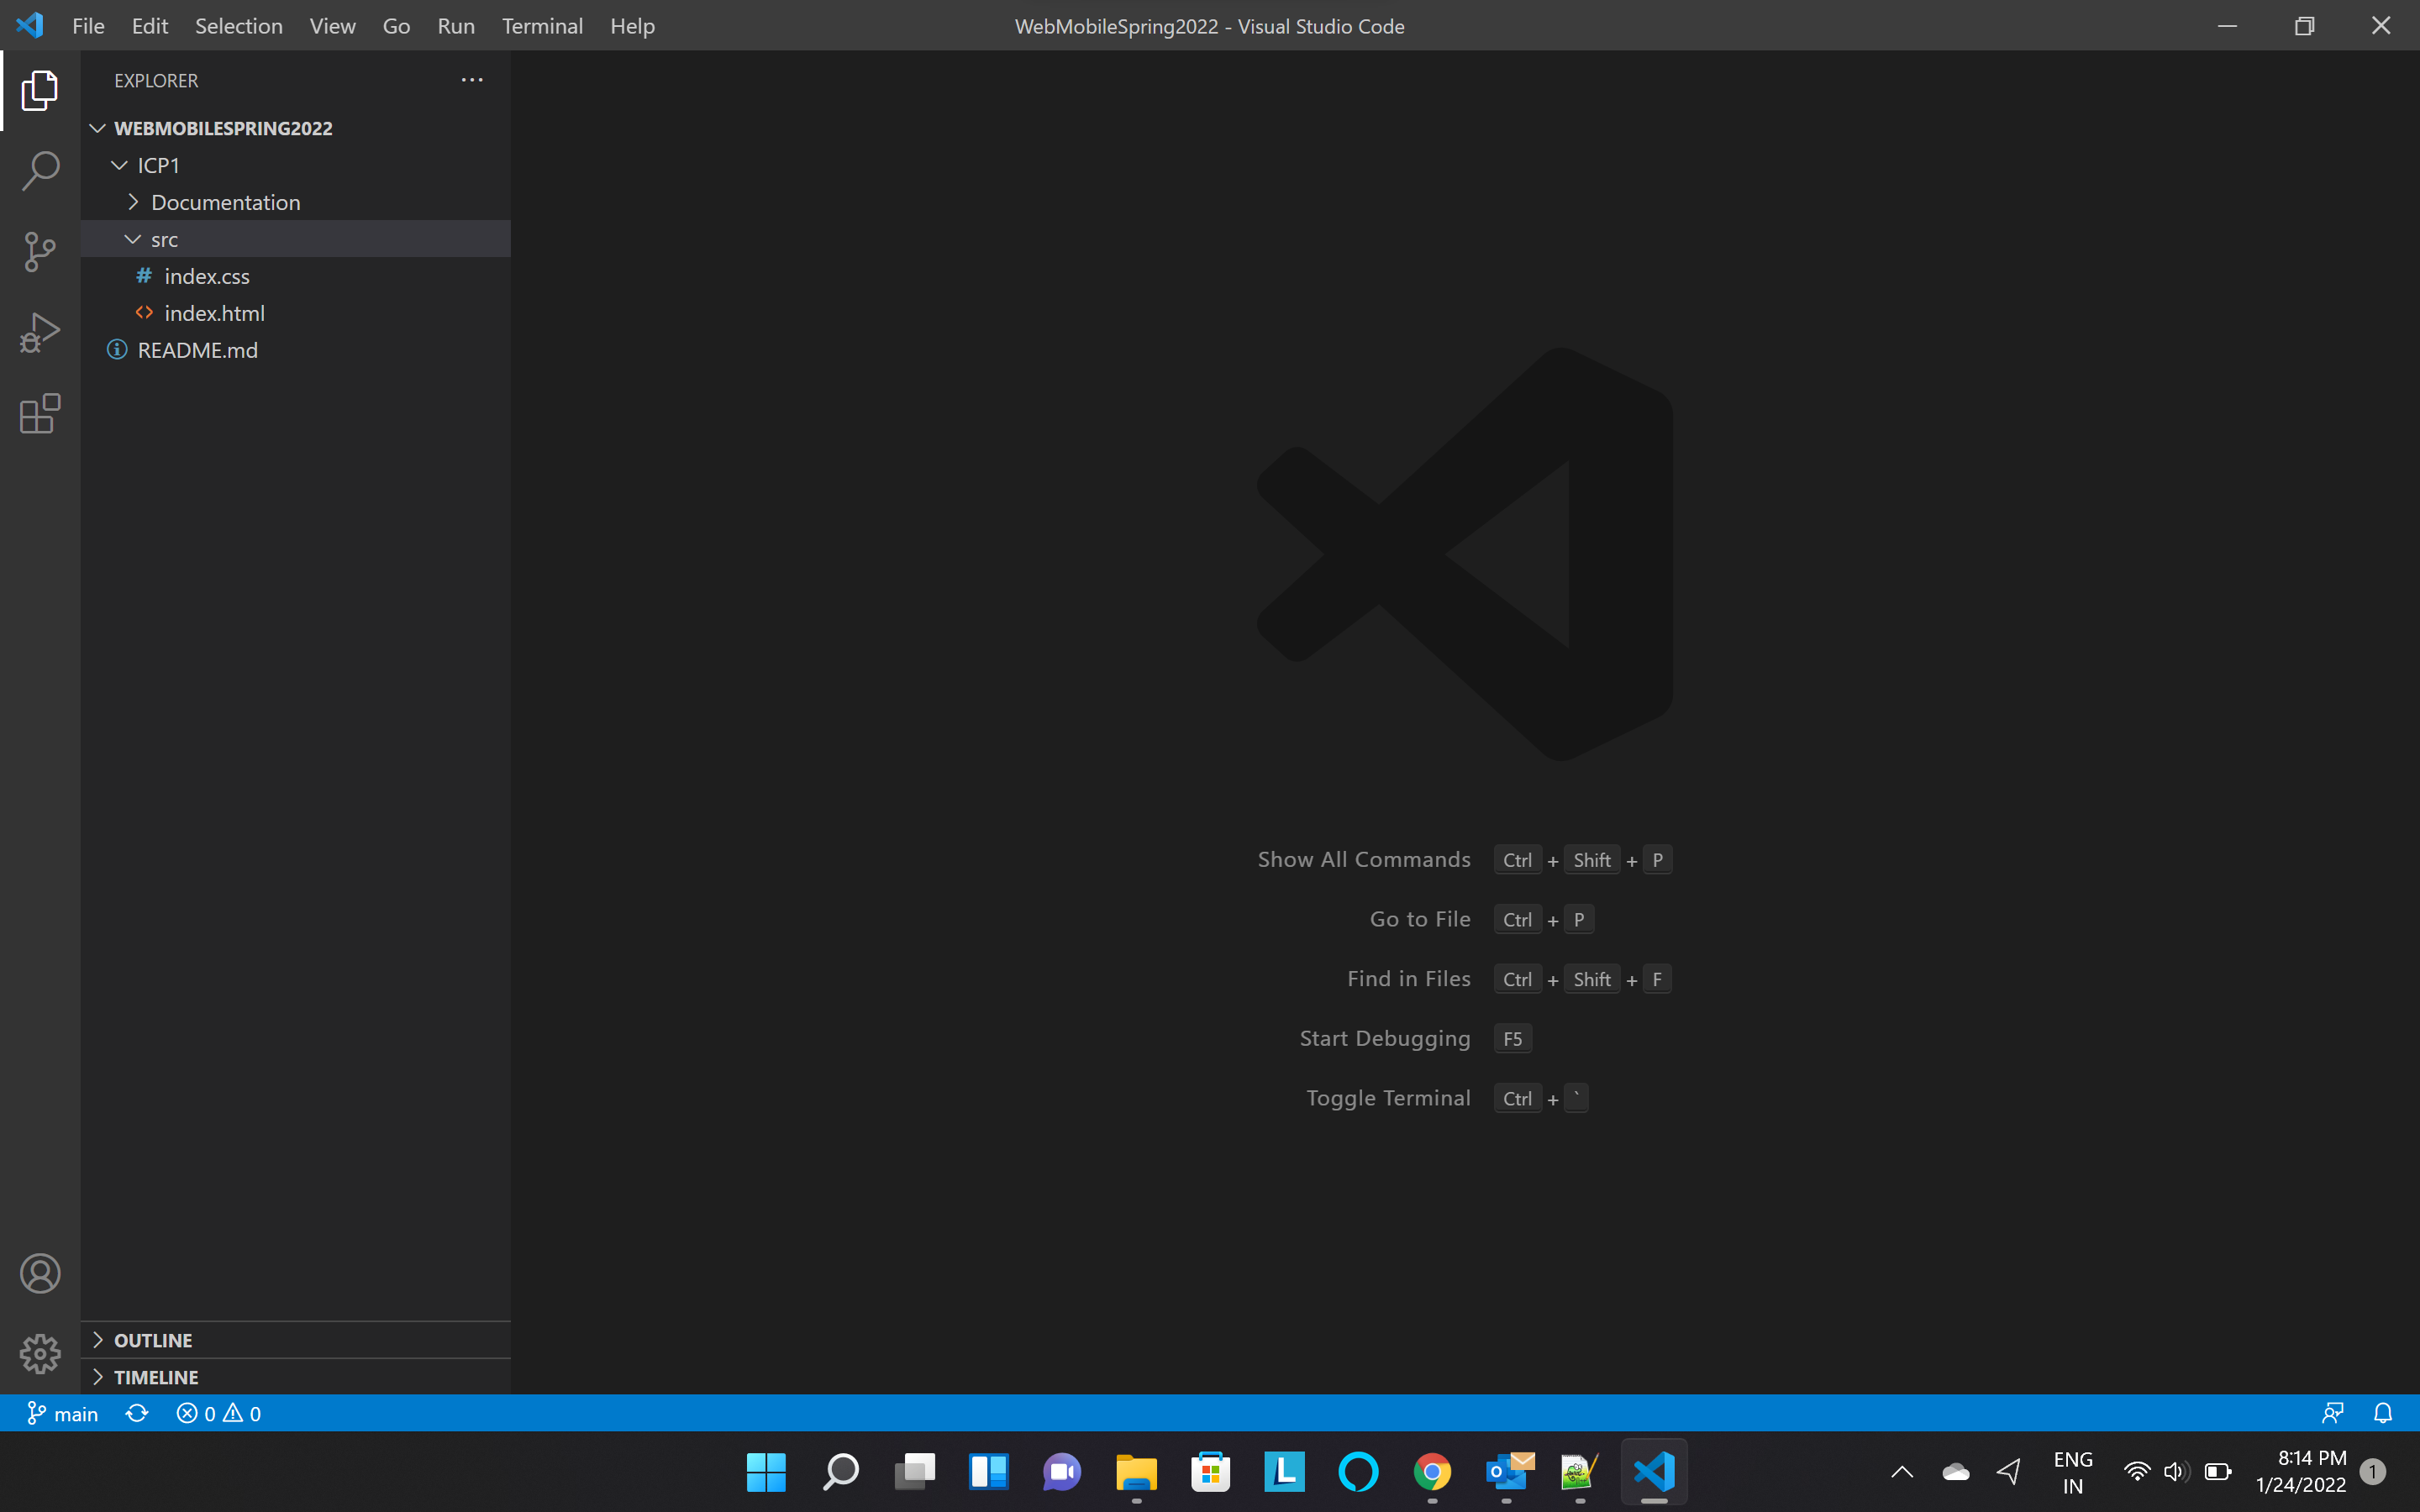 File Edit Selection View Go Run Terminal Help
WebMobileSpring2022 - Visual Studio Code
EXPLORER
WEBMOBILESPRING2022
ICP1
Documentation
src
# index.css
<> index.html
README.md
Show All Commands Ctrl + Shift + P
Go to File Ctrl + P
Find in Files Ctrl + Shift + F
Start Debugging F5
Toggle Terminal Ctrl + `
OUTLINE
TIMELINE
main 0 0
L
ENG
IN
8:14 PM
1/24/2022
1